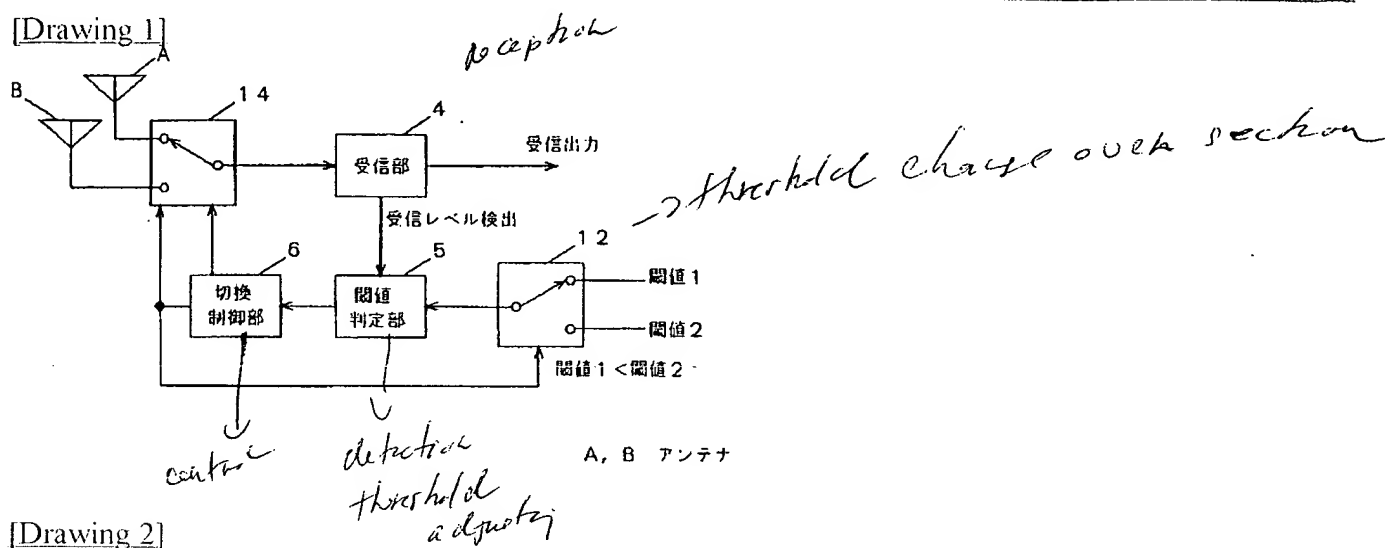 [Drawing 1]
reception
A
B
14
4
受信部
受信出力
受信レベル検出
threshold change over section
12
6
5
切換
制御部
閾値
判定部
閾値1
閾値2
閾値1<閾値2
control
detection
threshold
adjusting
A, B アンテナ
[Drawing 2]